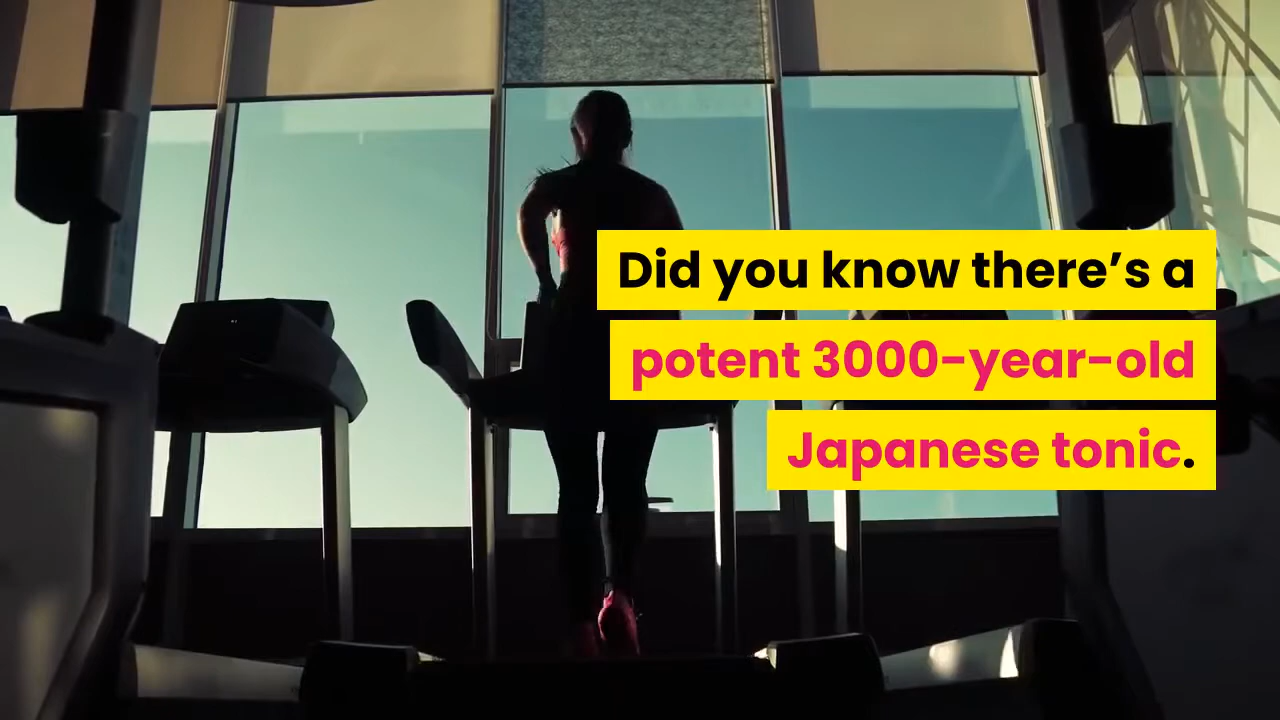 Did you know there’s a
potent 3000-year-old
Japanese tonic.